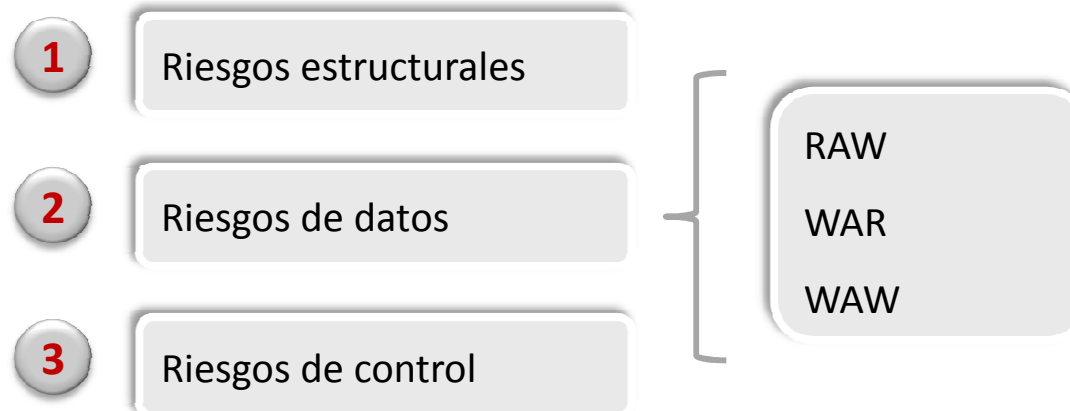 1
Riesgos estructurales
2
Riesgos de datos
3
Riesgos de control
RAW
WAR
WAW